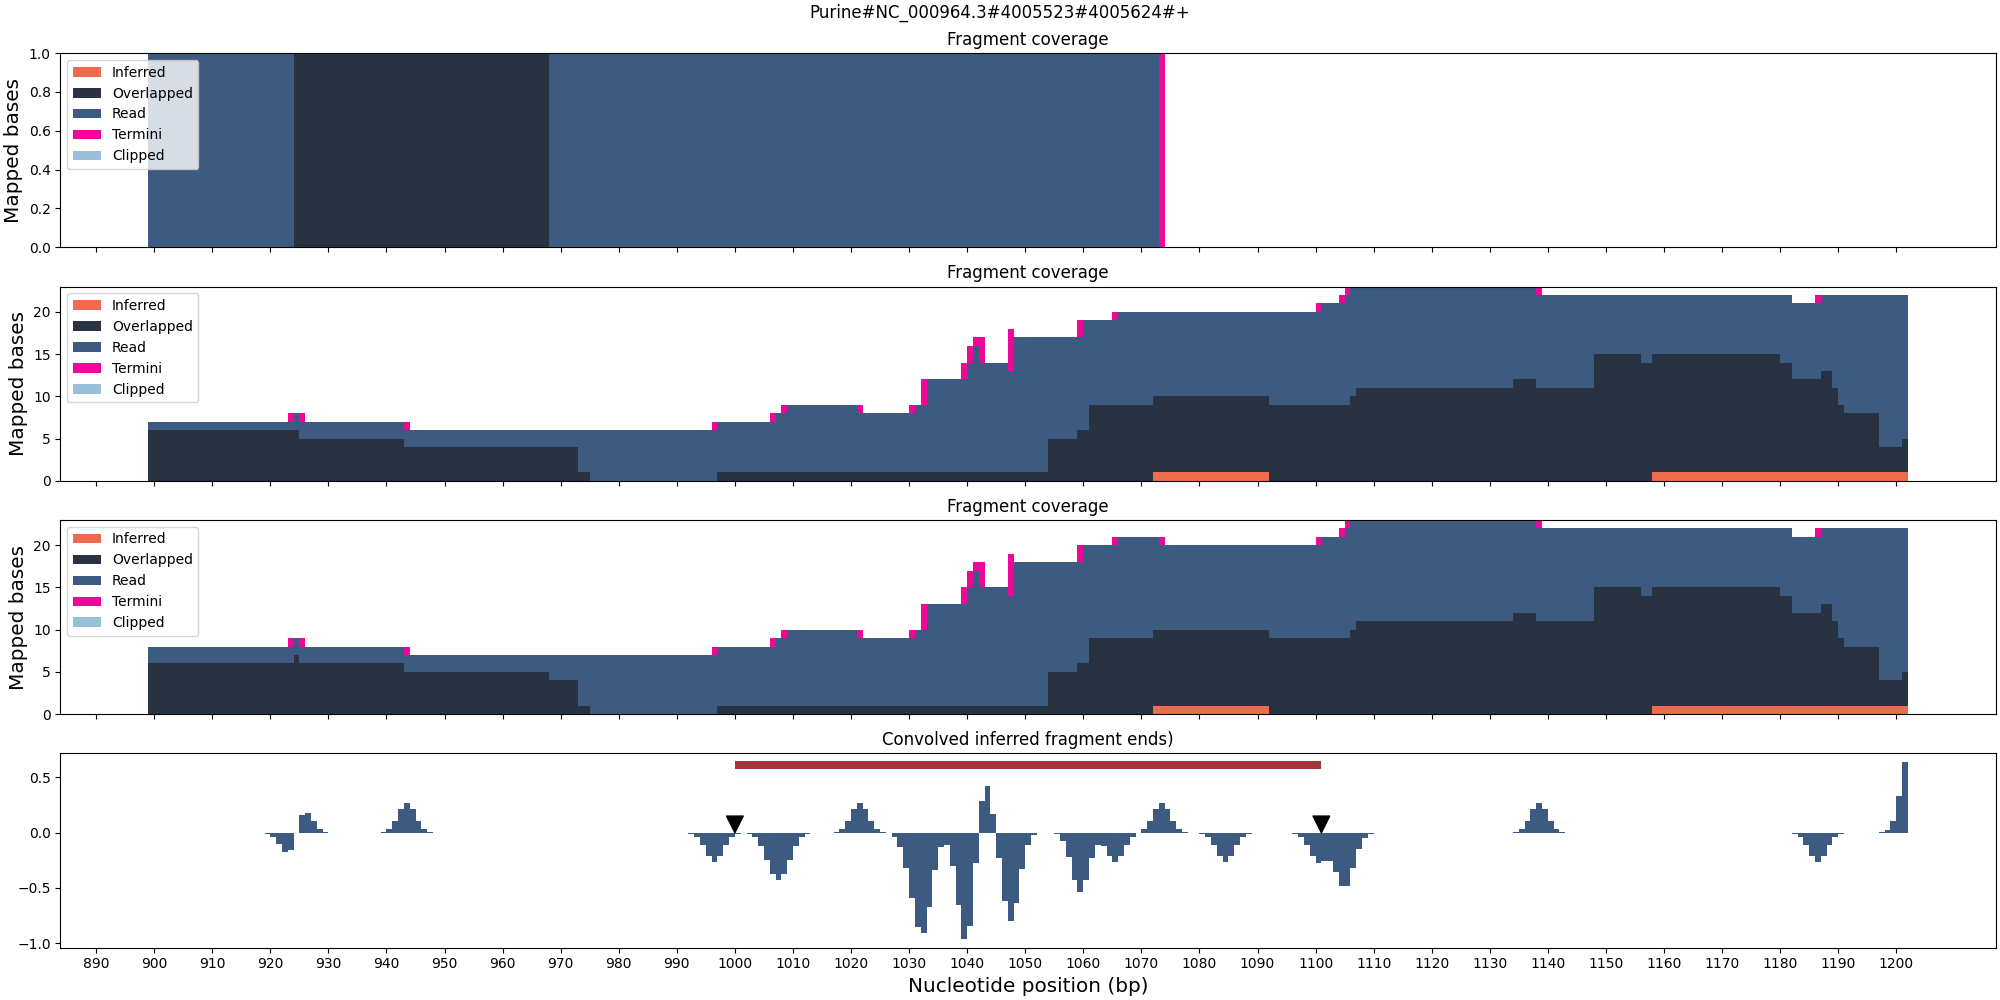 Purine#NC_000964.3#4005523#4005624#+
Fragment coverage
Mapped bases
1.0
0.8
0.6
0.4
0.2
0.0
Inferred
Overlapped
Read
Termini
Clipped
Fragment coverage
Mapped bases
20
15
10
5
0
Inferred
Overlapped
Read
Termini
Clipped
Fragment coverage
Mapped bases
20
15
10
5
0
Inferred
Overlapped
Read
Termini
Clipped
Convolved inferred fragment ends)
0.5
0.0
−0.5
−1.0
890 900 910 920 930 940 950 960 970 980 990 1000 1010 1020 1030 1040 1050 1060 1070 1080 1090 1100 1110 1120 1130 1140 1150 1160 1170 1180 1190 1200
Nucleotide position (bp)